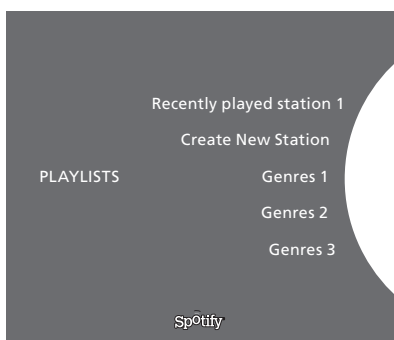 Recently played station 1
Create New Station
PLAYLISTS
Genres 1
Genres 2
Genres 3
Spotify